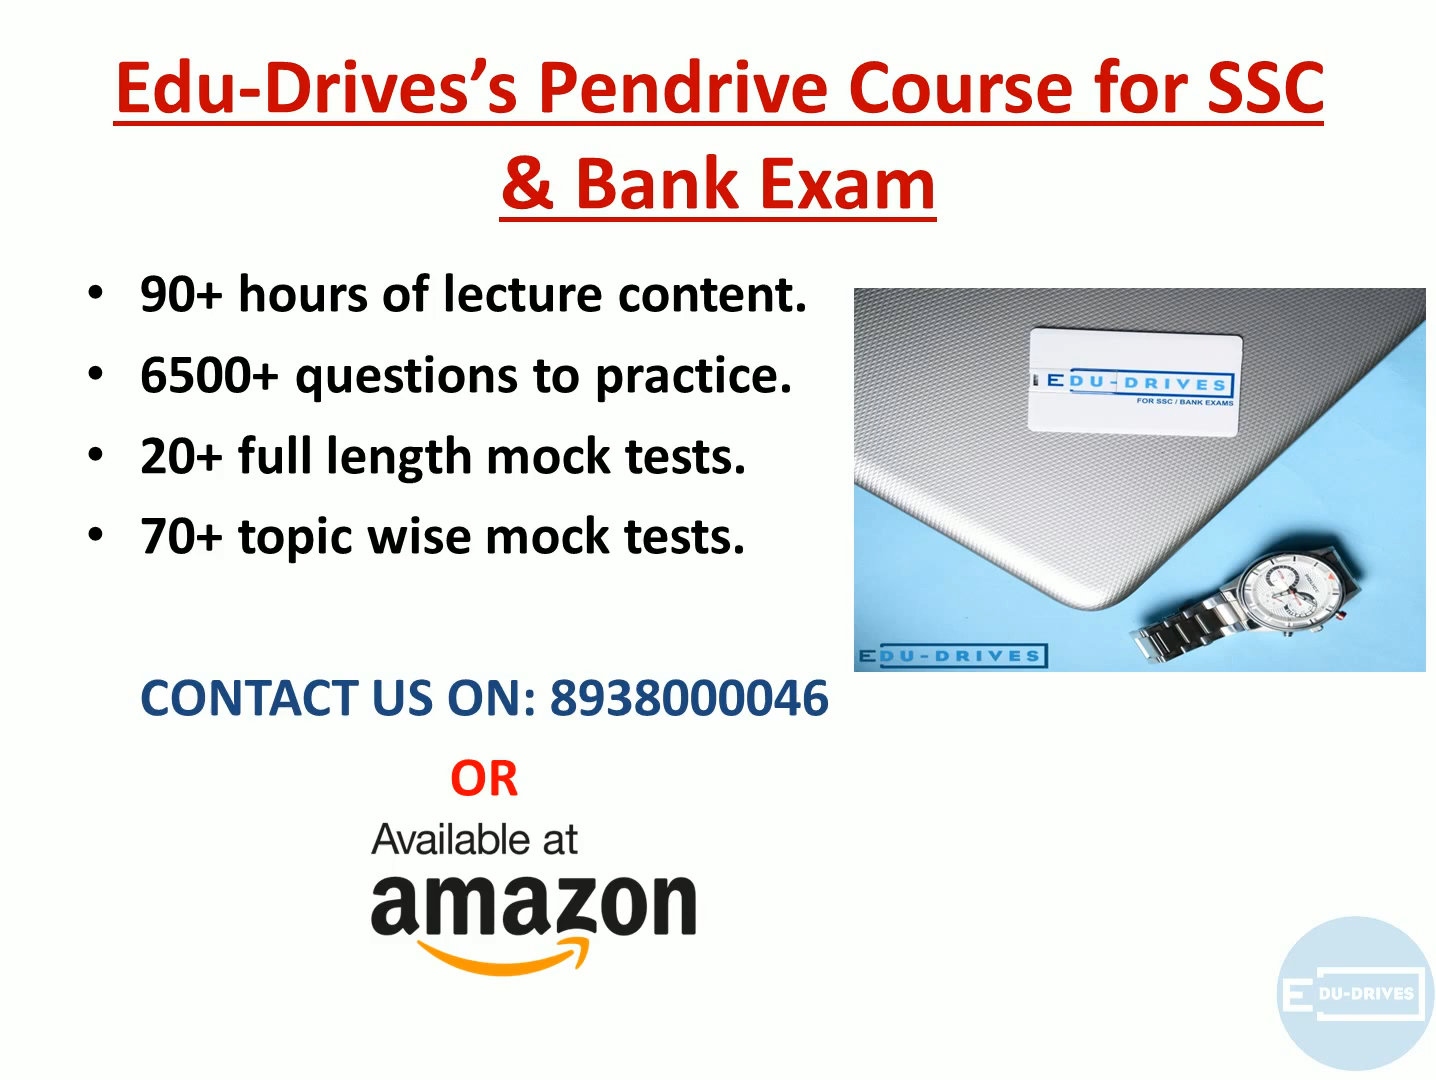 Edu-Drives’s Pendrive Course for SSC
& Bank Exam
• 90+ hours of lecture content.
• 6500+ questions to practice.
• 20+ full length mock tests.
• 70+ topic wise mock tests.
EDU-DRIVES
FOR SSC / BANK EXAMS
EDU-DRIVES
CONTACT US ON: 8938000046
OR
Available at
amazon
EDU-DRIVES